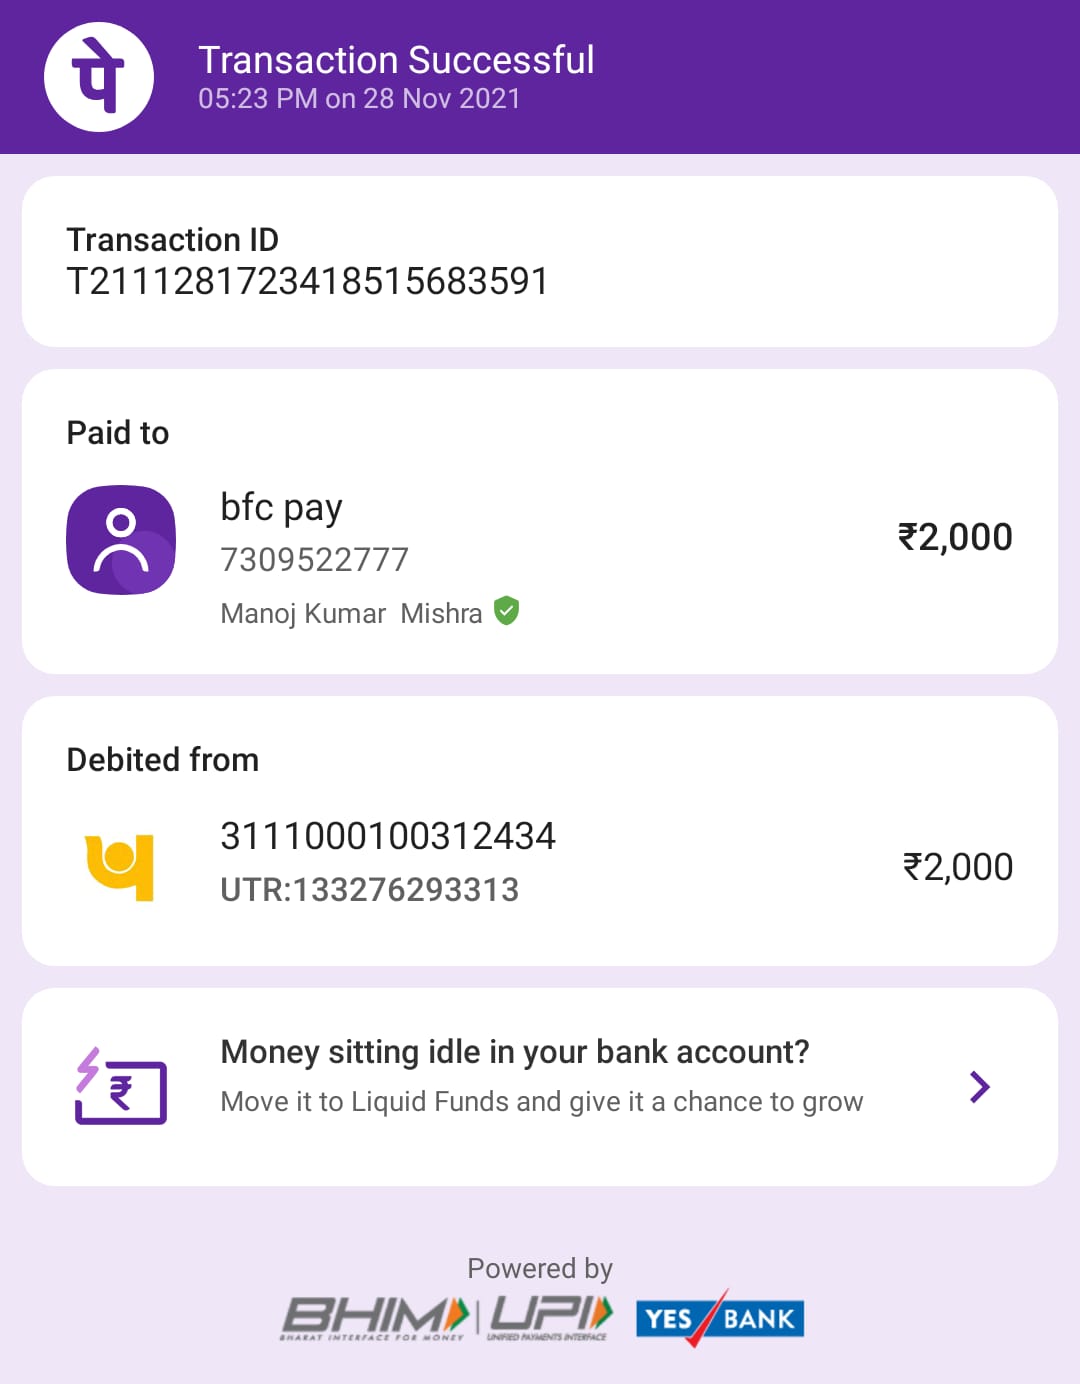 पे
Transaction Successful
05:23 PM on 28 Nov 2021
Transaction ID
T2111281723418515683591
Paid to
bfc pay
7309522777
₹2,000
Manoj Kumar  Mishra
Debited from
3111000100312434
₹2,000
UTR:133276293313
₹
Money sitting idle in your bank account?
Move it to Liquid Funds and give it a chance to grow
Powered by
BHIM | UPI YES BANK
BHARAT INTERFACE FOR MONEY UNIFIED PAYMENTS INTERFACE